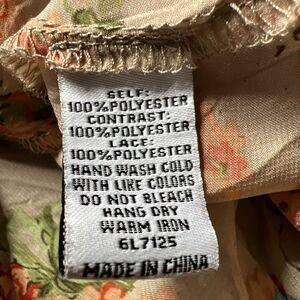 SELF:
100%POLYESTER
CONTRAST:
100%POLYESTER
LACE:
100%POLYESTER
HAND WASH COLD
WITH LIKE COLORS
DO NOT BLEACH
HANG DRY
WARM IRON
6L7125
MADE IN CHINA